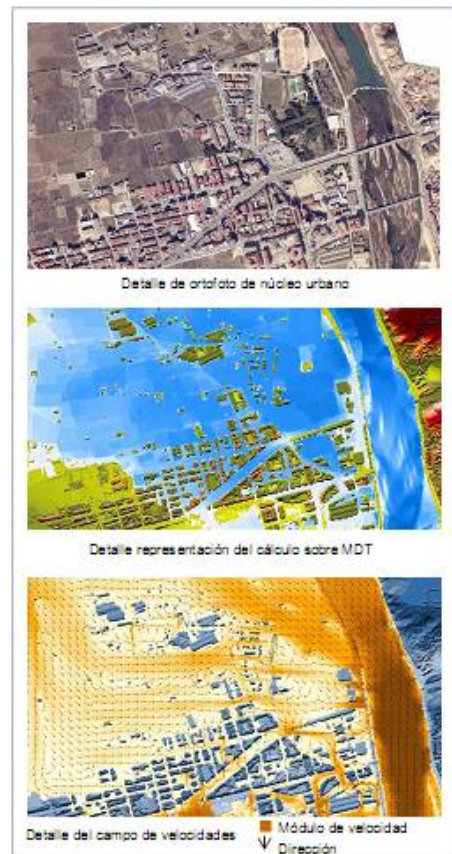 Detalle de ortofoto de núcleo urbano
Detalle representación del cálculo sobre MDT
Detalle del campo de velocidades
Módulo de velocidad
Dirección